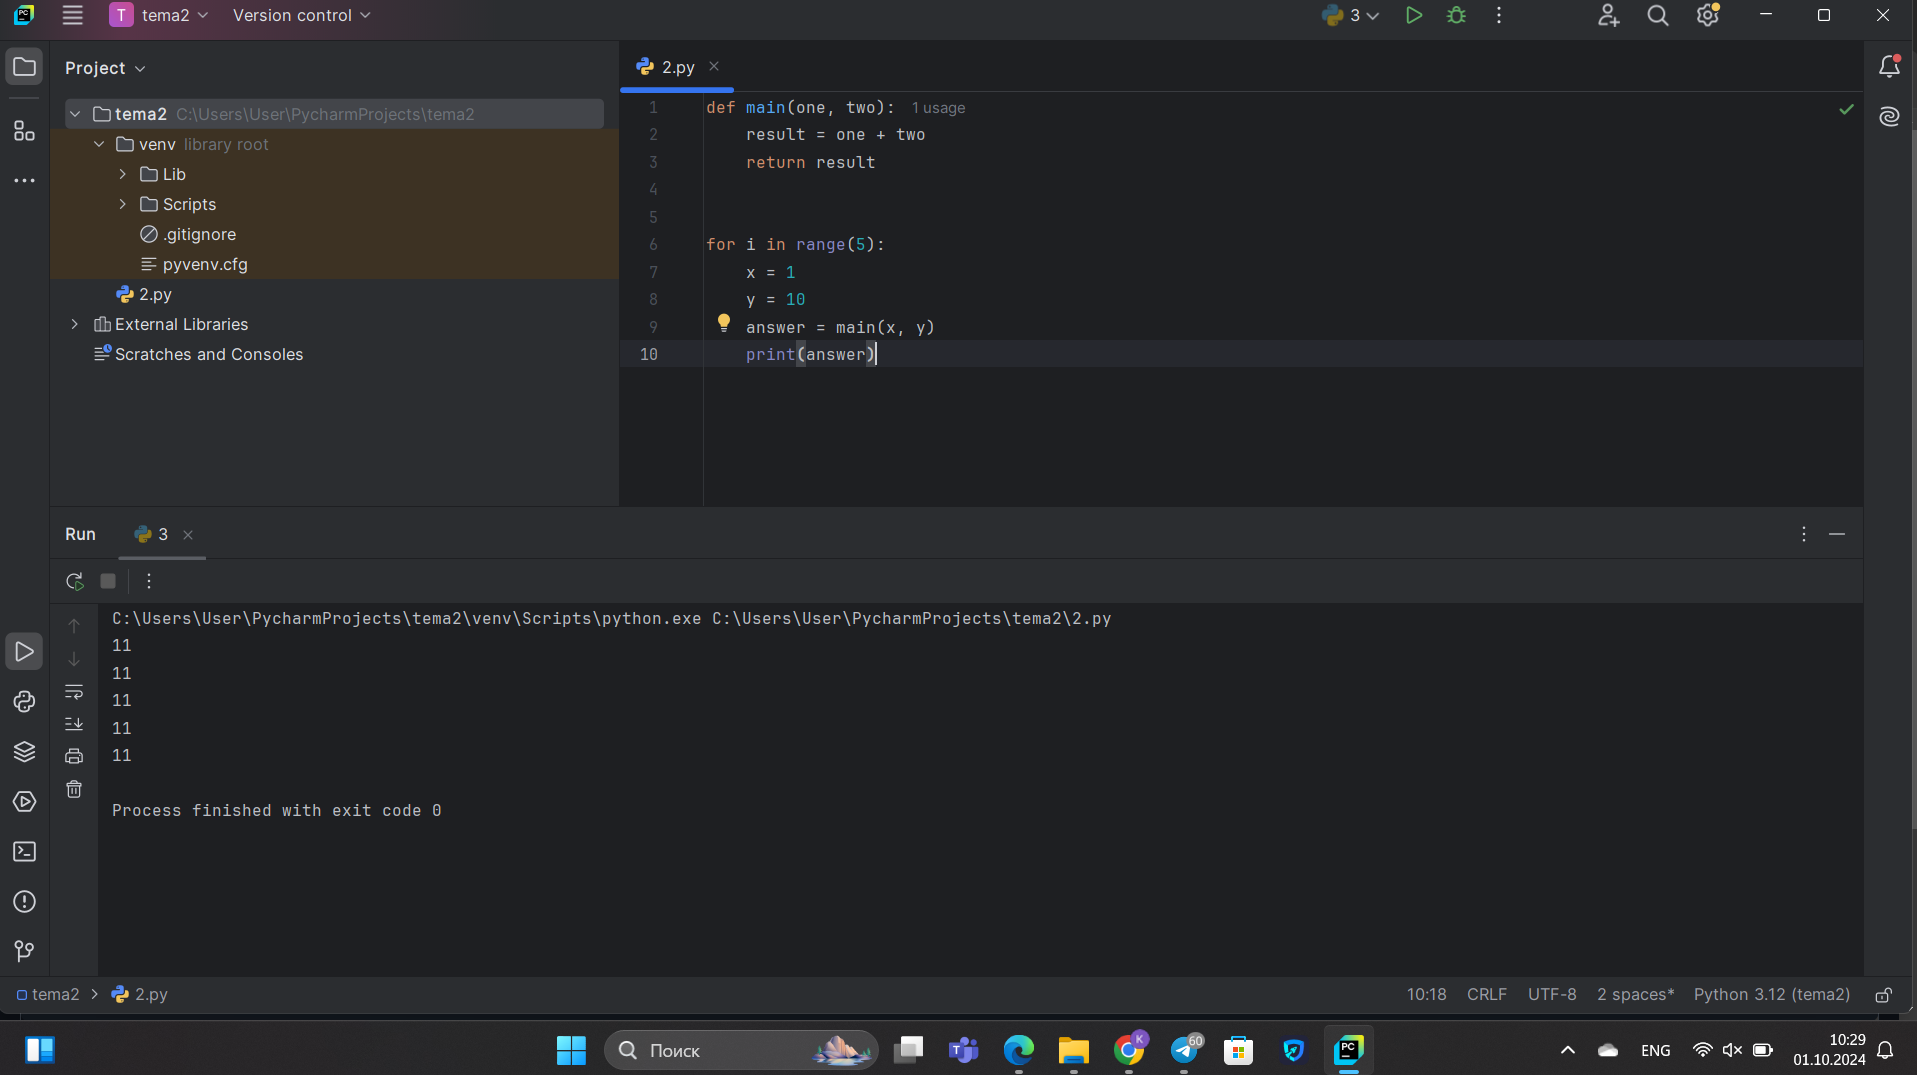 PC
T tema2 Version control
3
Project
tema2 C:\Users\User\PycharmProjects\tema2
venv library root
Lib
Scripts
.gitignore
pyvenv.cfg
2.py
External Libraries
Scratches and Consoles
2.py
1 def main(one, two): 1 usage
2 result = one + two
3 return result
4
5
6 for i in range(5):
7 x = 1
8 y = 10
9 answer = main(x, y)
10 print(answer)
Run 3
C:\Users\User\PycharmProjects\tema2\venv\Scripts\python.exe C:\Users\User\PycharmProjects\tema2\2.py
11
11
11
11
11
Process finished with exit code 0
tema2 2.py
10:18 CRLF UTF-8 2 spaces* Python 3.12 (tema2)
Поиск
T
K
60
PC
ENG
10:29
01.10.2024